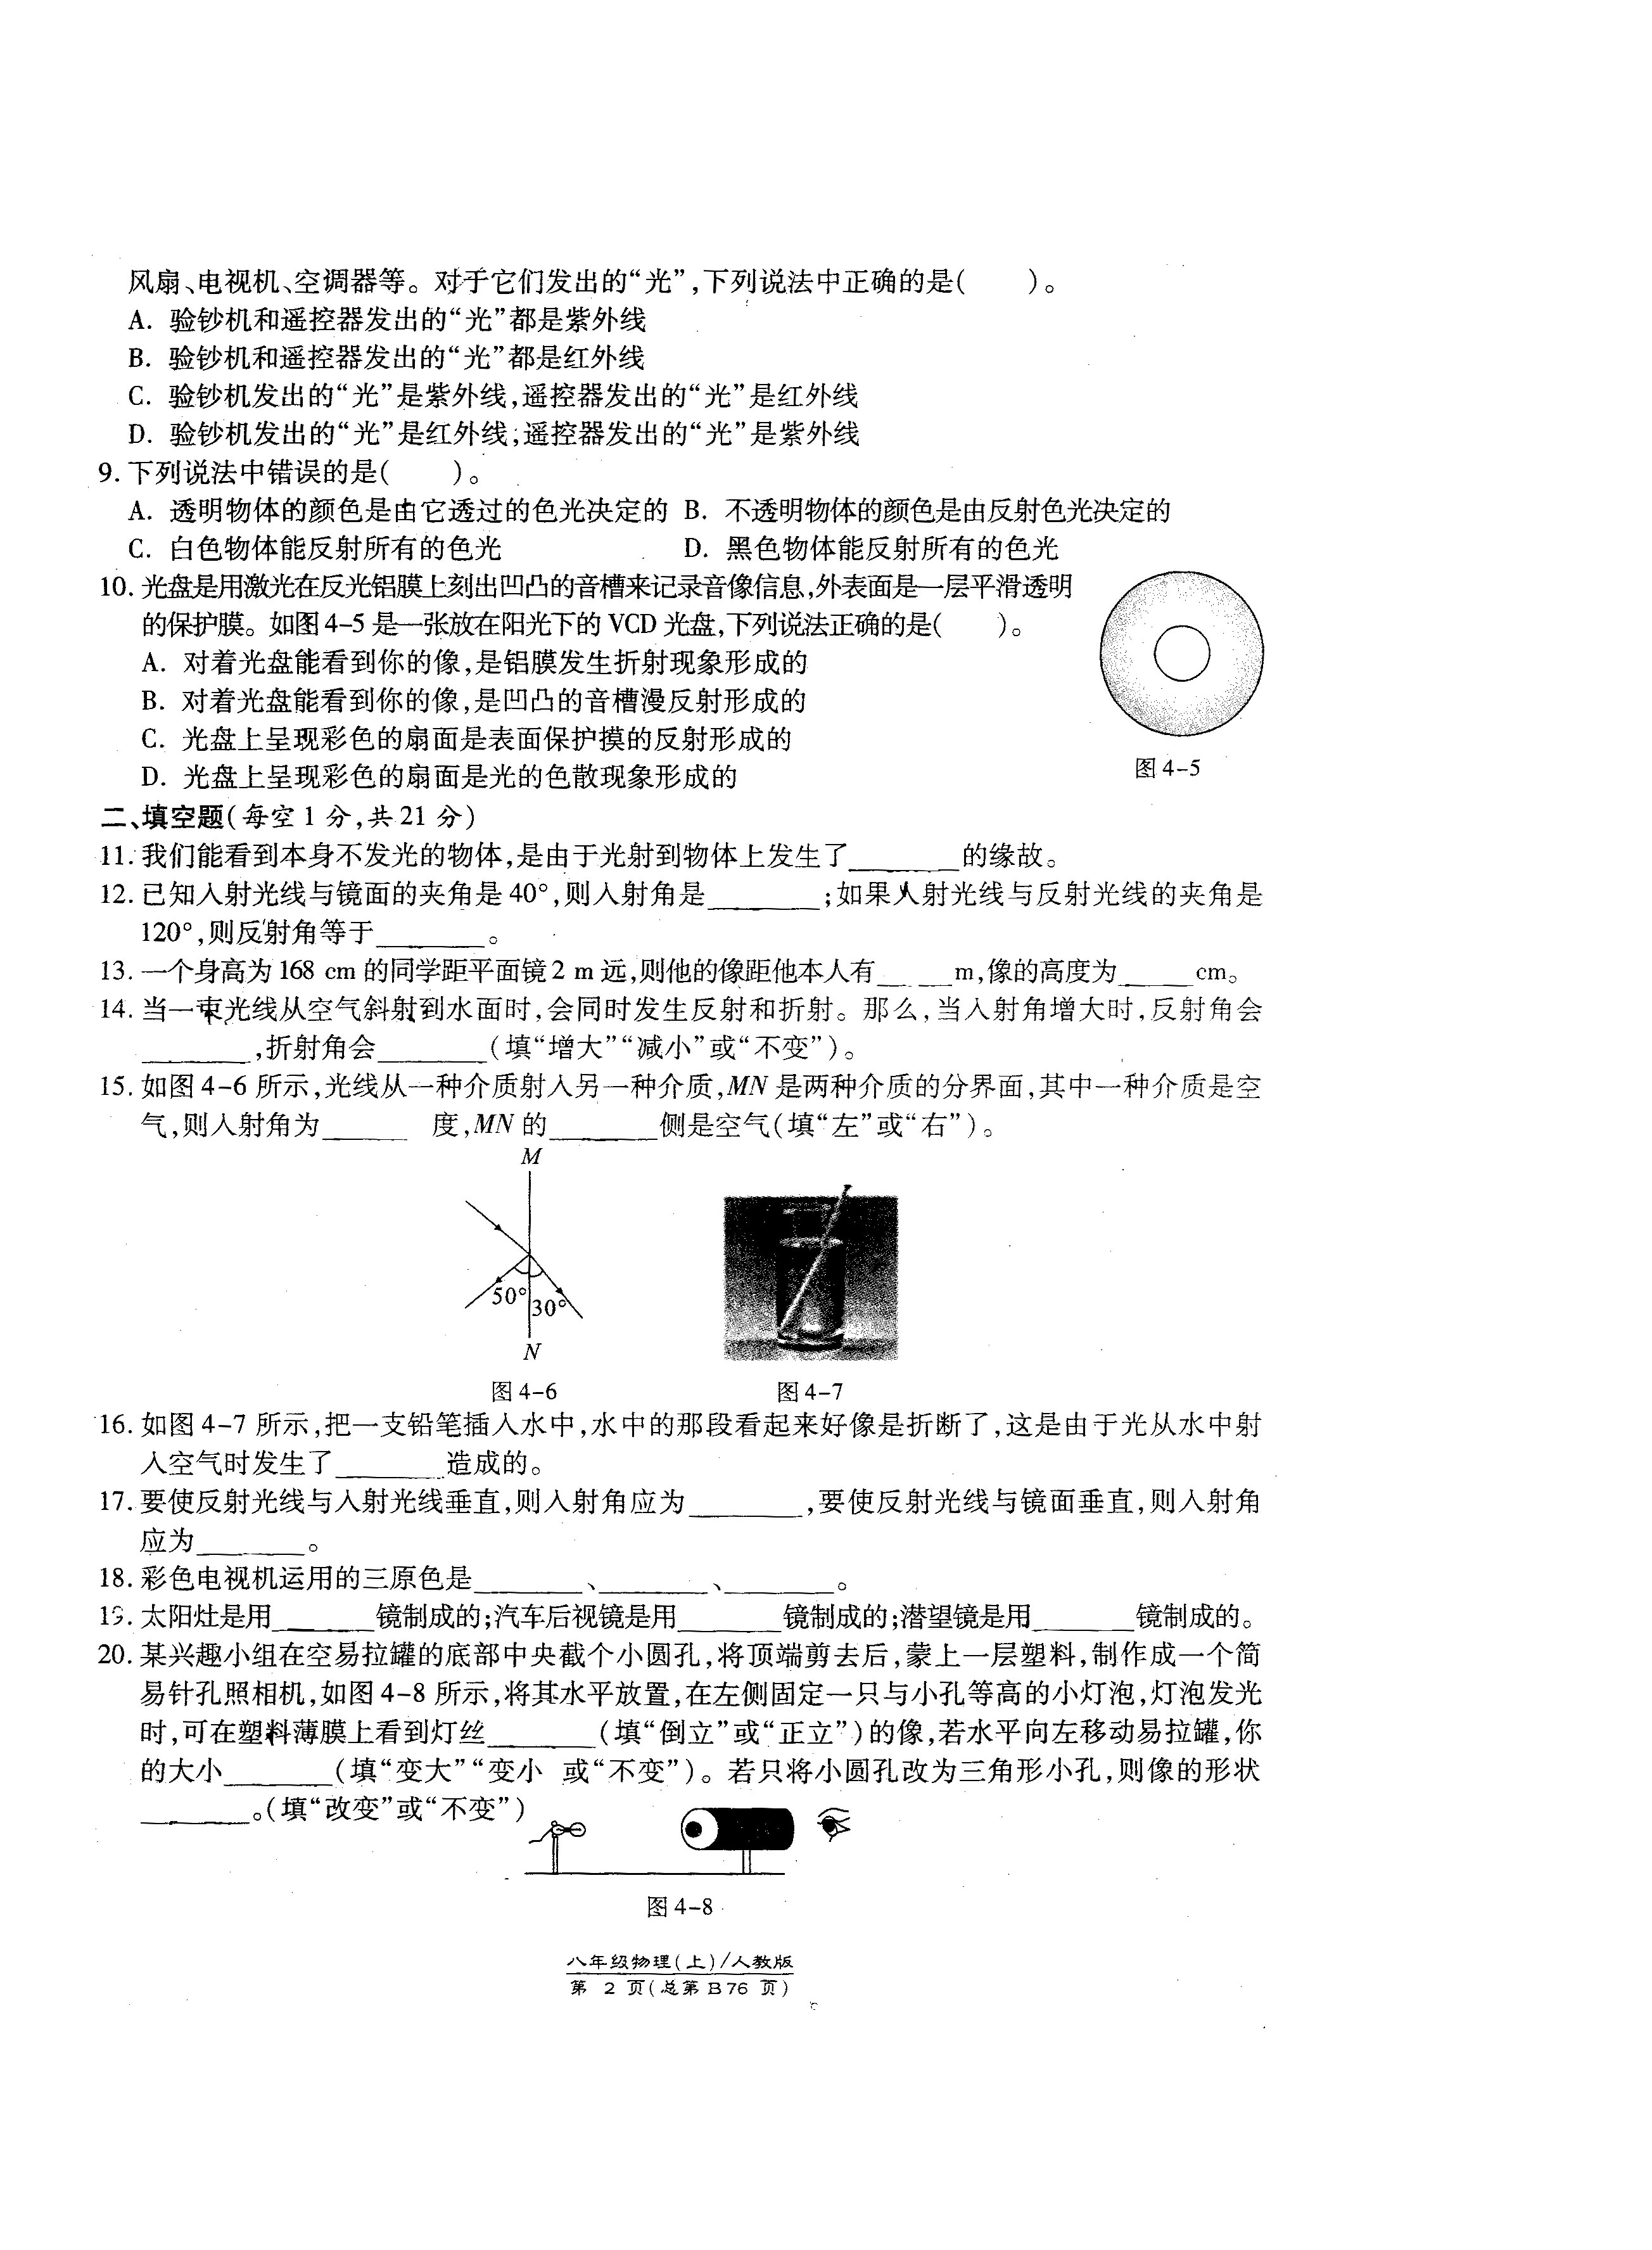 风扇、电视机、空调器等。对于它们发出的“光”,下列说法中正确的是(　　)。
A. 验钞机和遥控器发出的“光”都是紫外线
B. 验钞机和遥控器发出的“光”都是红外线
C. 验钞机发出的“光”是紫外线,遥控器发出的“光”是红外线
D. 验钞机发出的“光”是红外线;遥控器发出的“光”是紫外线
9. 下列说法中错误的是(　　)。
A. 透明物体的颜色是由它透过的色光决定的 B. 不透明物体的颜色是由反射色光决定的
C. 白色物体能反射所有的色光 D. 黑色物体能反射所有的色光
10. 光盘是用激光在反光铝膜上刻出凹凸的音槽来记录音像信息,外表面是一层平滑透明
的保护膜。如图4-5是一张放在阳光下的VCD光盘,下列说法正确的是(　　)。
A. 对着光盘能看到你的像,是铝膜发生折射现象形成的
B. 对着光盘能看到你的像,是凹凸的音槽漫反射形成的
C. 光盘上呈现彩色的扇面是表面保护摸的反射形成的
D. 光盘上呈现彩色的扇面是光的色散现象形成的
图4-5
二、填空题(每空1分,共21分)
11. 我们能看到本身不发光的物体,是由于光射到物体上发生了________的缘故。
12. 已知入射光线与镜面的夹角是40°,则入射角是________;如果入射光线与反射光线的夹角是
120°,则反射角等于________。
13. 一个身高为168 cm的同学距平面镜2 m远,则他的像距他本人有_____m,像的高度为_____cm。
14. 当一束光线从空气斜射到水面时,会同时发生反射和折射。那么,当入射角增大时,反射角会
________,折射角会________(填“增大”“减小”或“不变”)。
15. 如图4-6所示,光线从一种介质射入另一种介质,MN是两种介质的分界面,其中一种介质是空
气,则入射角为______ 度,MN的________侧是空气(填“左”或“右”)。
M
50°
30°
N
图4-6 图4-7
16. 如图4-7所示,把一支铅笔插入水中,水中的那段看起来好像是折断了,这是由于光从水中射
入空气时发生了________造成的。
17. 要使反射光线与入射光线垂直,则入射角应为________,要使反射光线与镜面垂直,则入射角
应为________。
18. 彩色电视机运用的三原色是________、________、________。
19. 太阳灶是用_______镜制成的;汽车后视镜是用_______镜制成的;潜望镜是用_______镜制成的。
20. 某兴趣小组在空易拉罐的底部中央截个小圆孔,将顶端剪去后,蒙上一层塑料,制作成一个简
易针孔照相机,如图4-8所示,将其水平放置,在左侧固定一只与小孔等高的小灯泡,灯泡发光
时,可在塑料薄膜上看到灯丝________(填“倒立”或“正立”)的像,若水平向左移动易拉罐,你
的大小________(填“变大”“变小 或“不变”)。若只将小圆孔改为三角形小孔,则像的形状
________。(填“改变”或“不变”)
图4-8
八年级物理(上)/人教版
第 2 页(总第B76 页)